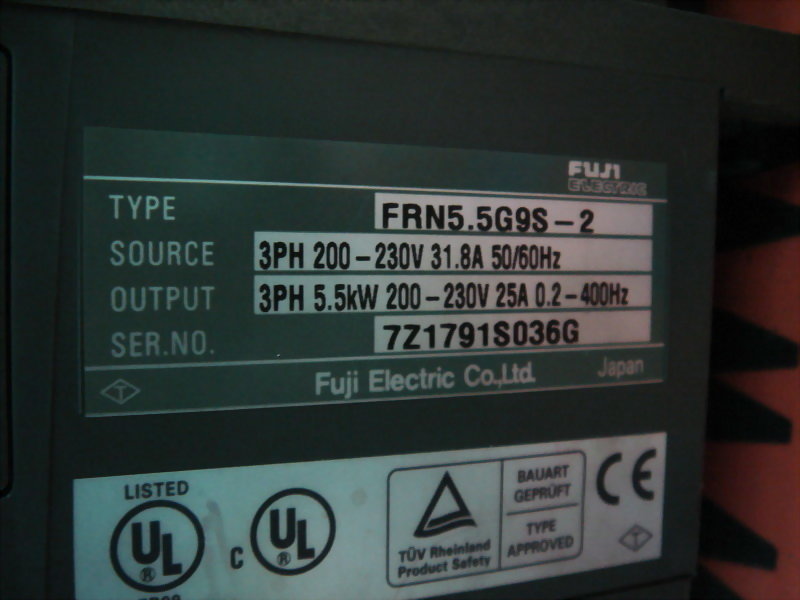 FUJI
ELECTRIC
TYPE FRN5.5G9S-2
SOURCE 3PH 200-230V 31.8A 50/60Hz
OUTPUT 3PH 5.5kW 200-230V 25A 0.2-400Hz
SER.NO. 7Z1791S036G
T Fuji Electric Co.,Ltd. Japan
LISTED
UL ®
C UL ®
TÜV Rheinland
Product Safety
BAUART
GEPRÜFT
TYPE
APPROVED
CE
T